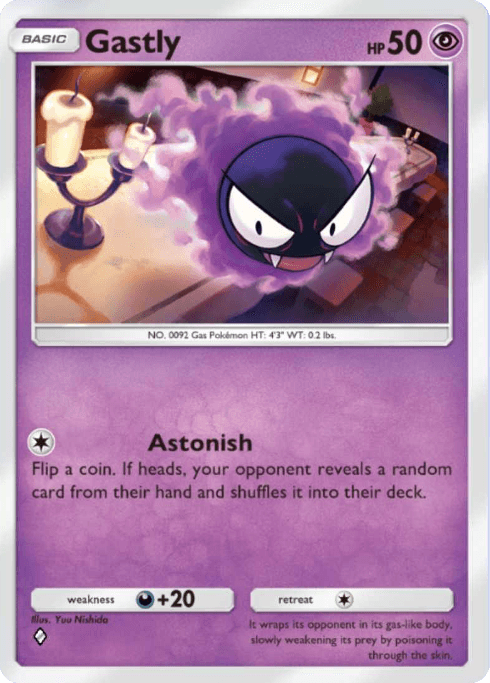 BASIC Gastly HP 50
NO. 0092 Gas Pokémon HT: 4'3" WT: 0.2 lbs.
Astonish
Flip a coin. If heads, your opponent reveals a random
card from their hand and shuffles it into their deck.
weakness +20 retreat
Illus. Yuu Nishida
It wraps its opponent in its gas-like body,
slowly weakening its prey by poisoning it
through the skin.